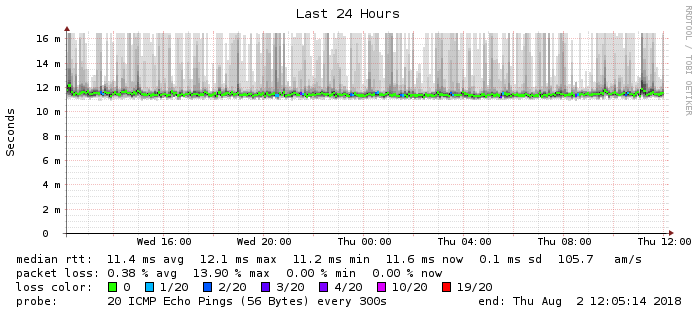 Last 24 Hours
RRDTOOL / TOBI OETIKER
Seconds
16 m
14 m
12 m
10 m
8 m
6 m
4 m
2 m
0
Wed 16:00 Wed 20:00 Thu 00:00 Thu 04:00 Thu 08:00 Thu 12:00
median rtt: 11.4 ms avg 12.1 ms max 11.2 ms min 11.6 ms now 0.1 ms sd 105.7 am/s
packet loss: 0.38 % avg 13.90 % max 0.00 % min 0.00 % now
loss color: 0 1/20 2/20 3/20 4/20 10/20 19/20
probe: 20 ICMP Echo Pings (56 Bytes) every 300s end: Thu Aug 2 12:05:14 2018